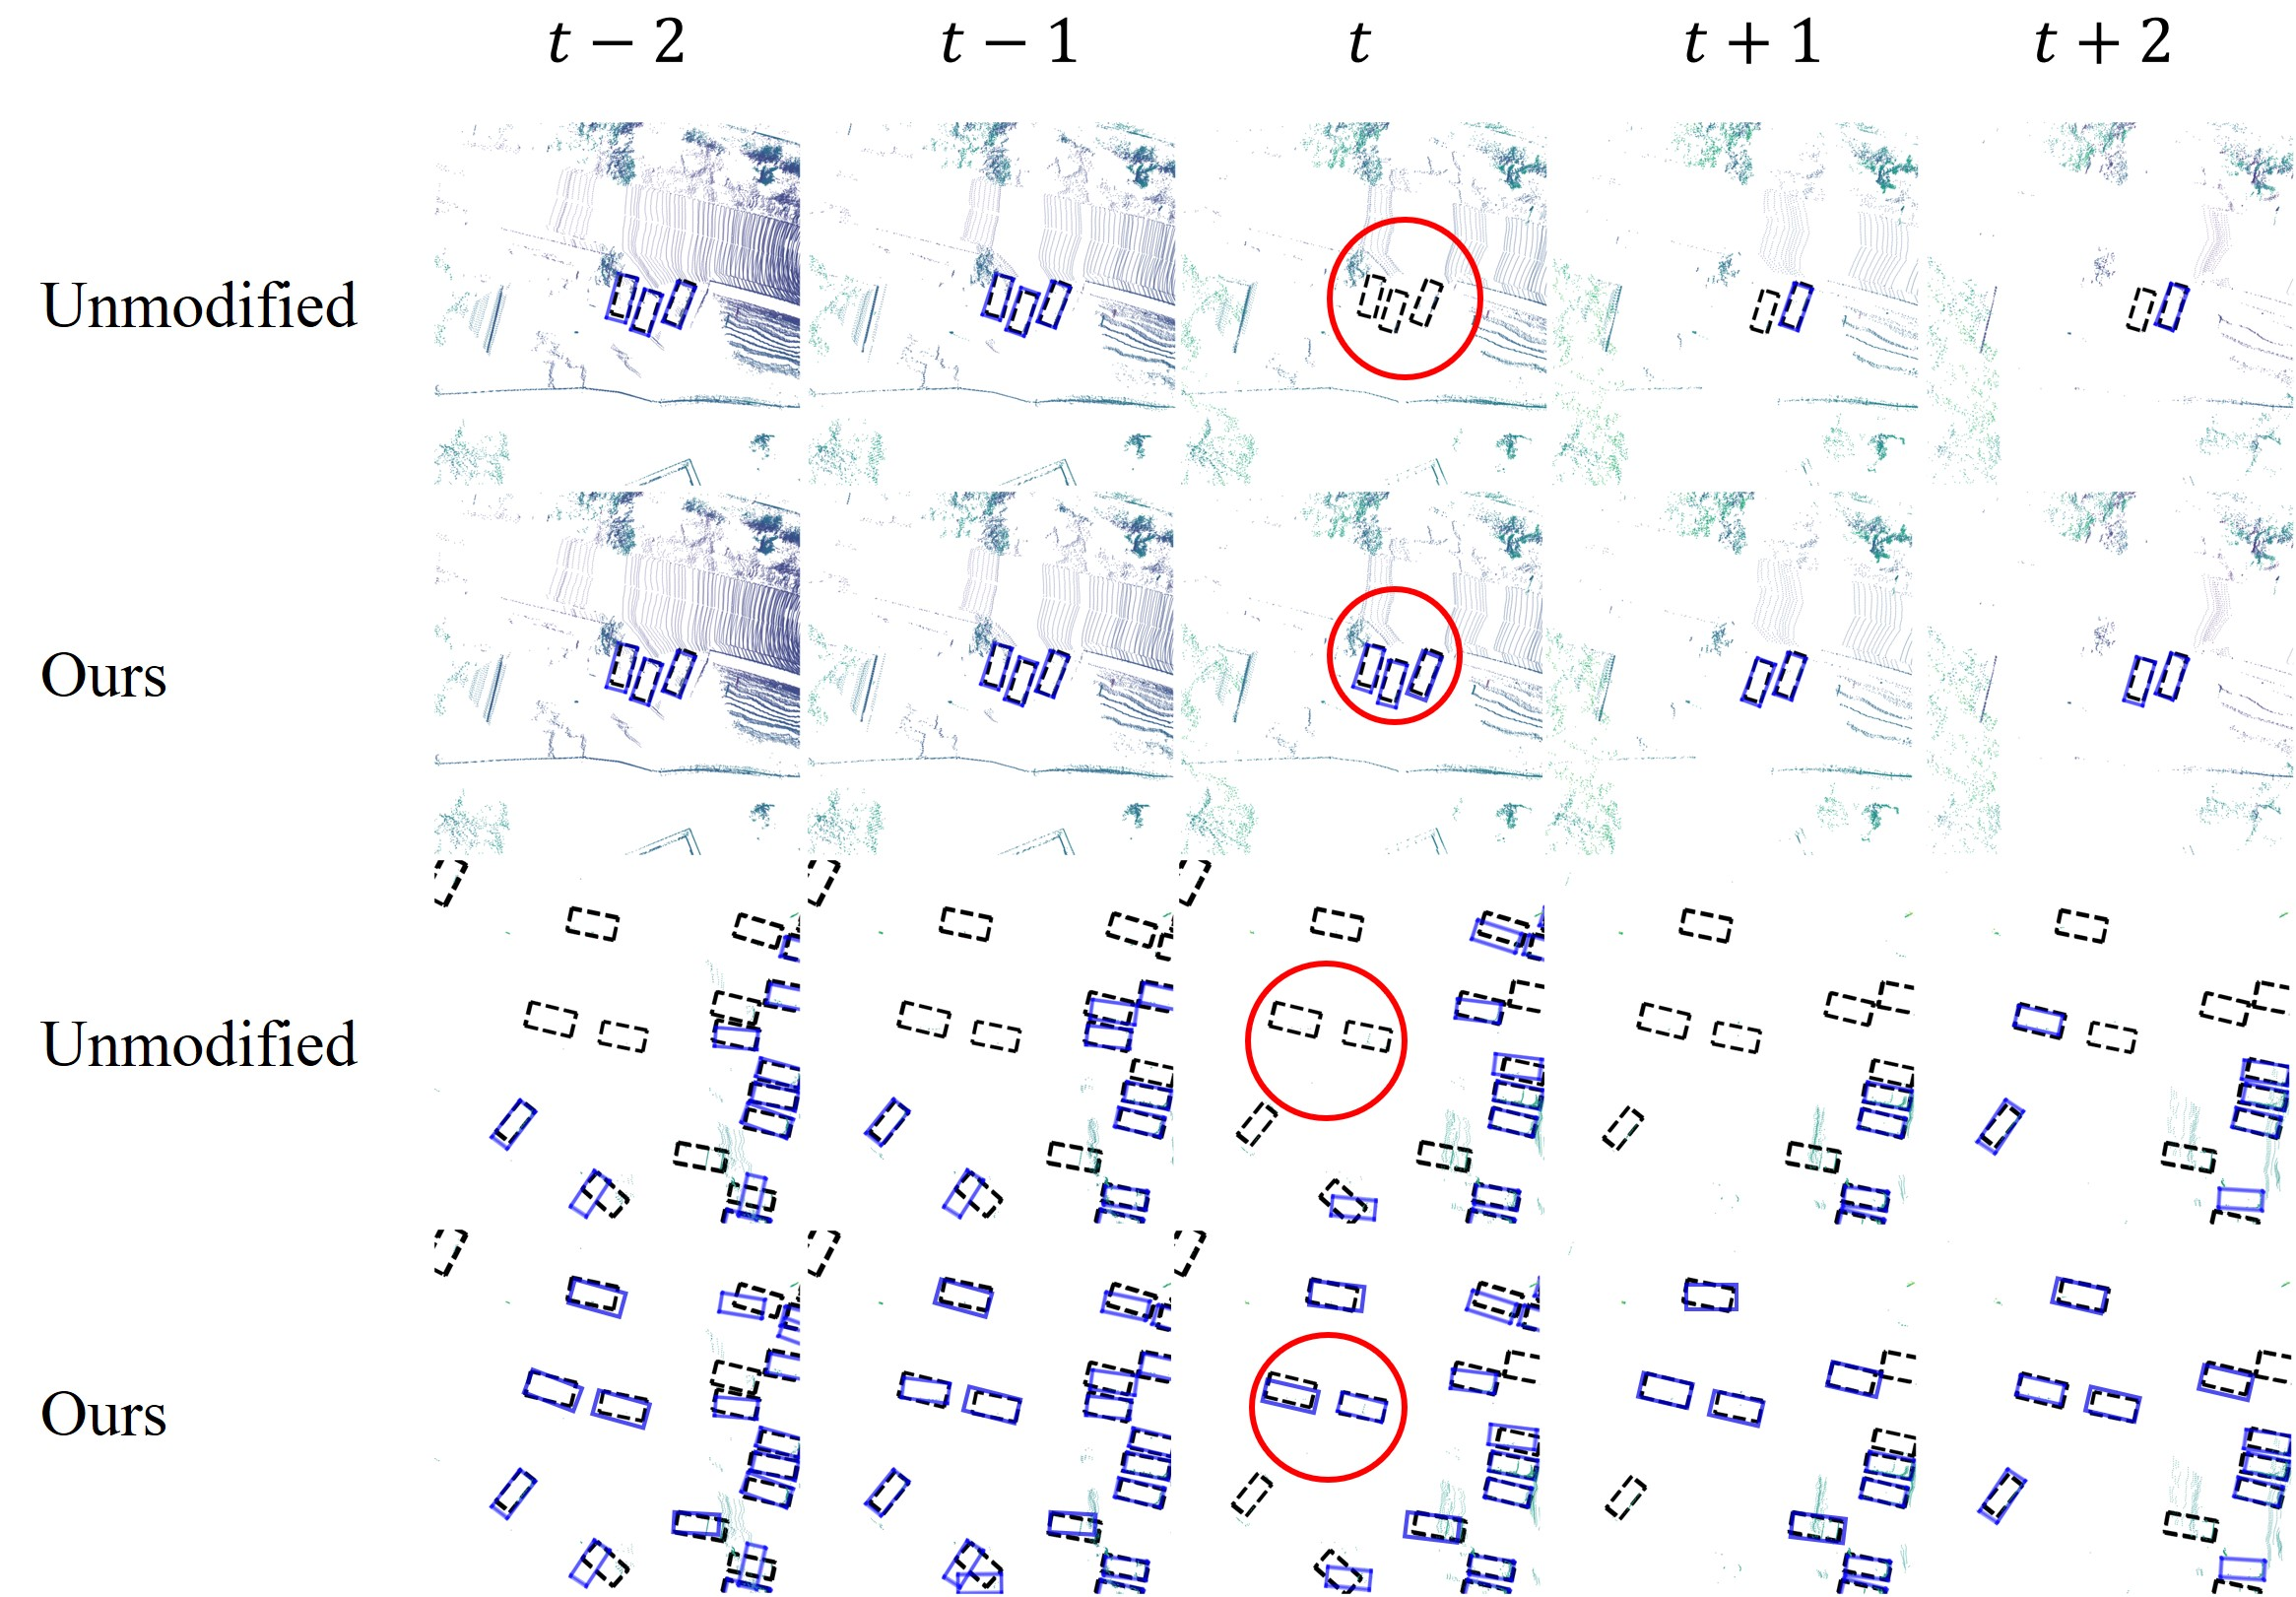 t − 2 t − 1 t t + 1 t + 2
Unmodified
Ours
Unmodified
Ours